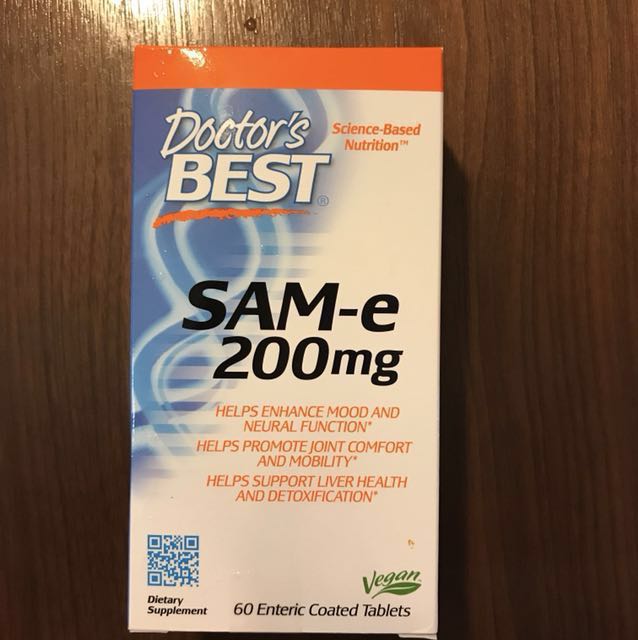 Doctor's
BEST®
Science-Based
Nutrition™
SAM-e
200mg
HELPS ENHANCE MOOD AND
NEURAL FUNCTION*
HELPS PROMOTE JOINT COMFORT
AND MOBILITY*
HELPS SUPPORT LIVER HEALTH
AND DETOXIFICATION*
Vegan
Dietary
Supplement
60 Enteric Coated Tablets